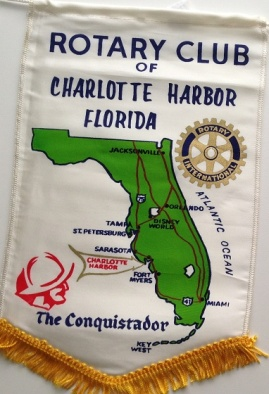 ROTARY CLUB
OF
CHARLOTTE HARBOR
FLORIDA
ROTARY
INTERNATIONAL
JACKSONVILLE
ORLANDO
DISNEY
WORLD
TAMPA
ST. PETERSBURG
ATLANTIC OCEAN
SARASOTA
CHARLOTTE
HARBOR
FORT
MYERS
41
MIAMI
The Conquistador
KEY
WEST